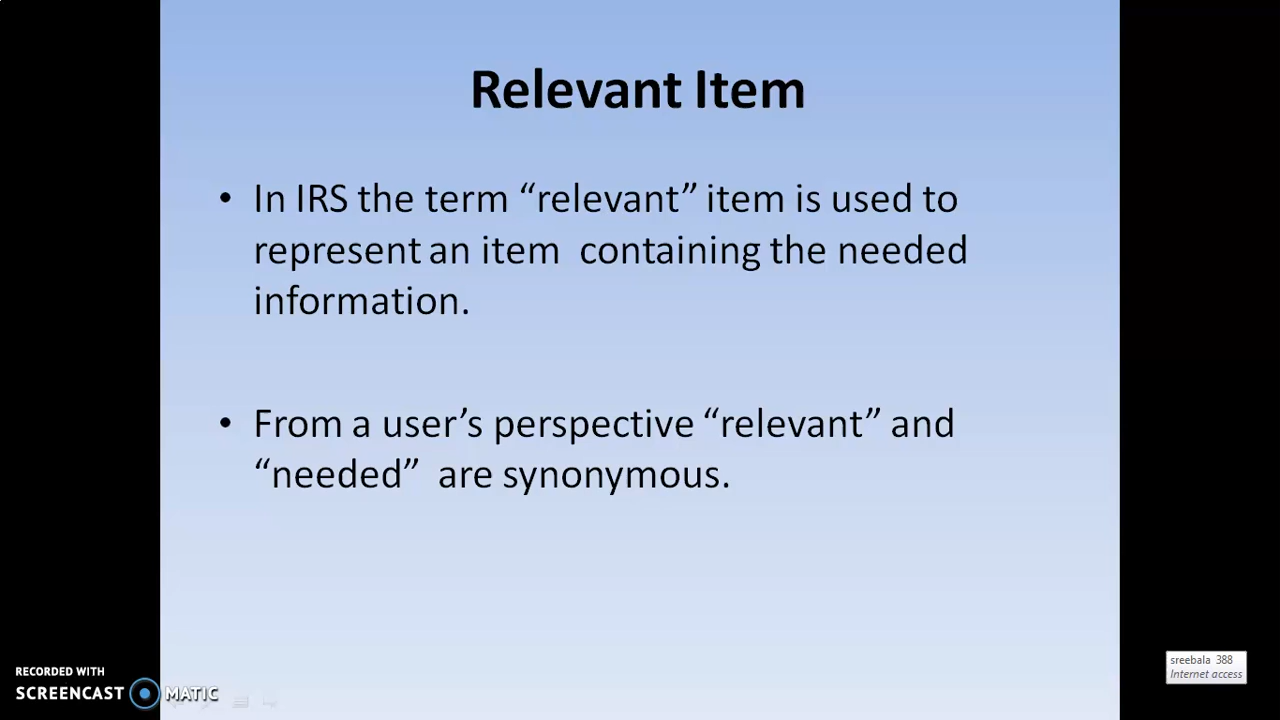 Relevant Item
• In IRS the term “relevant” item is used to
represent an item containing the needed
information.
• From a user’s perspective “relevant” and
“needed” are synonymous.
RECORDED WITH
SCREENCAST MATIC
sreebala 388
Internet access